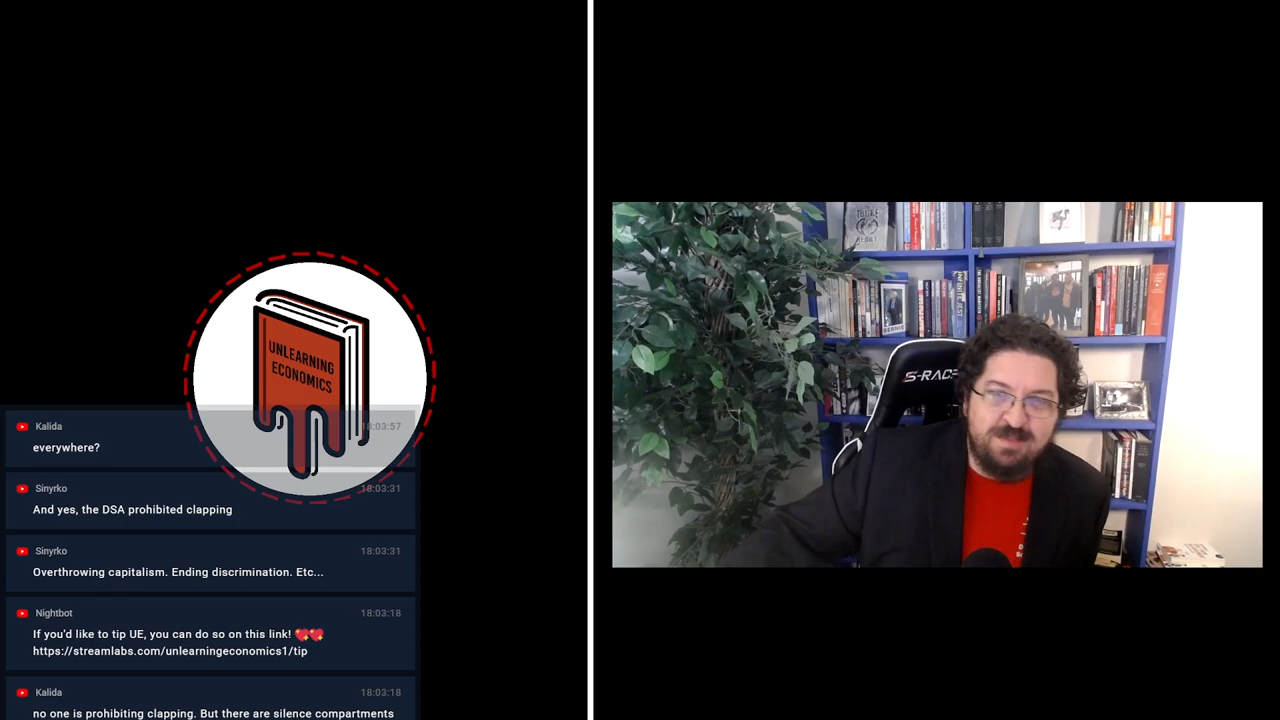 UNLEARNING
ECONOMICS
Kalida
18:03:57
everywhere?
Sinyrko
18:03:31
And yes, the DSA prohibited clapping
Sinyrko
18:03:31
Overthrowing capitalism. Ending discrimination. Etc...
Nightbot
18:03:18
If you'd like to tip UE, you can do so on this link! 💖💖
https://streamlabs.com/unlearningeconomics1/tip
Kalida
18:03:18
no one is prohibiting clapping. But there are silence compartments
S-RACE
BERNIE
INFINITE JEST